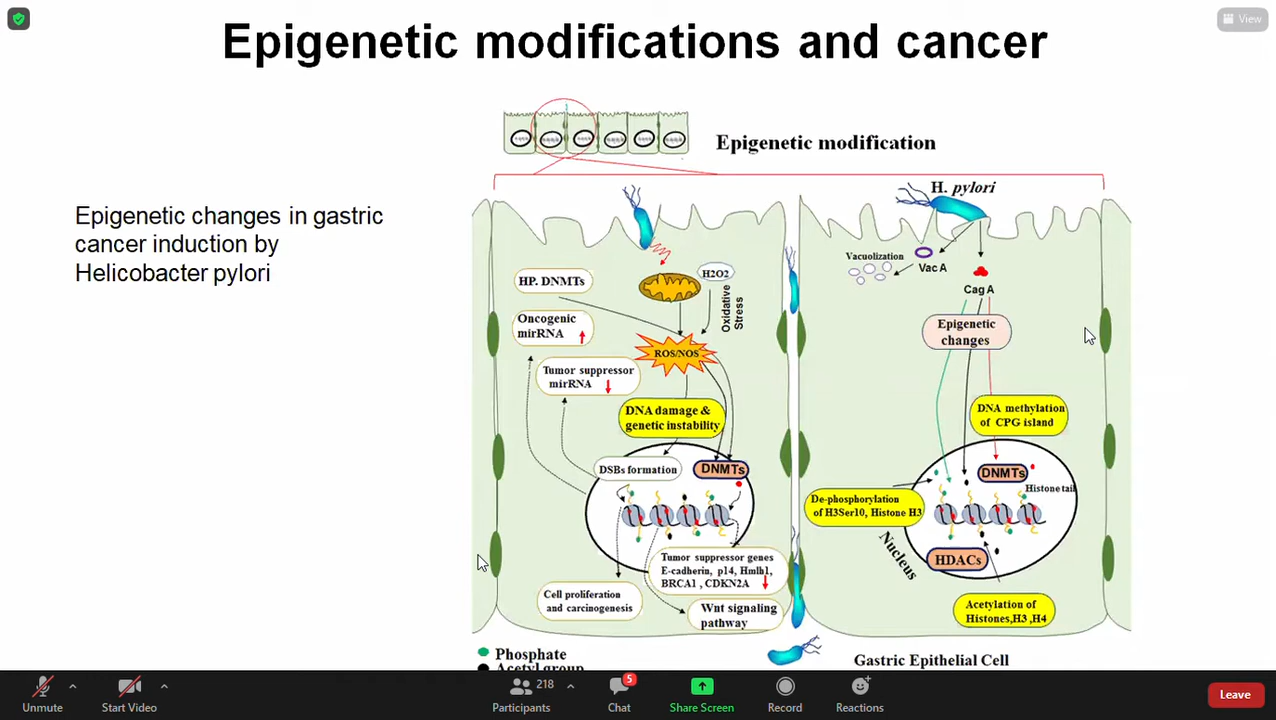 View
Epigenetic modifications and cancer
Epigenetic modification
Epigenetic changes in gastric
cancer induction by
Helicobacter pylori
H. pylori
HP. DNMTs
H2O2
Oxidative
Stress
Oncogenic
mirRNA
ROS/NOS
Tumor suppressor
mirRNA
DNA damage &
genetic instability
DSBs formation
DNMTs
Tumor suppressor genes
E-cadherin, p14, Hmlh1,
BRCA1 , CDKN2A
Cell proliferation
and carcinogenesis
Wnt signaling
pathway
Vacuolization
Vac A
Cag A
Epigenetic
changes
DNA methylation
of CPG island
DNMTs
Histone tail
De-phosphorylation
of H3Ser10, Histone H3
Nucleus
HDACs
Acetylation of
Histones,H3 ,H4
Phosphate
Acetyl group
Gastric Epithelial Cell
Unmute
Start Video
218
Participants
5
Chat
Share Screen
Record
Reactions
Leave